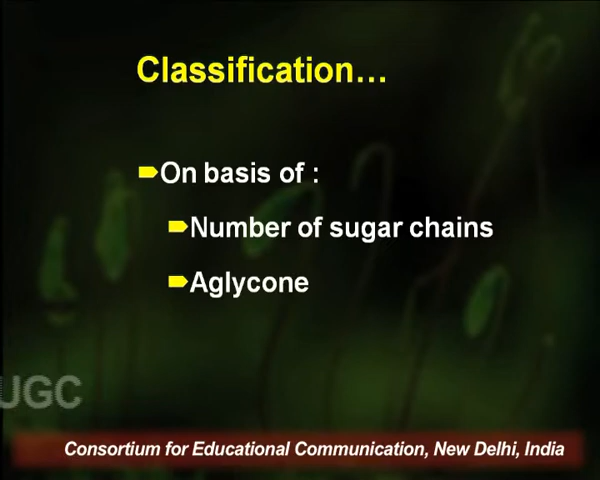 Classification...
On basis of :
Number of sugar chains
Aglycone
UGC
Consortium for Educational Communication, New Delhi, India